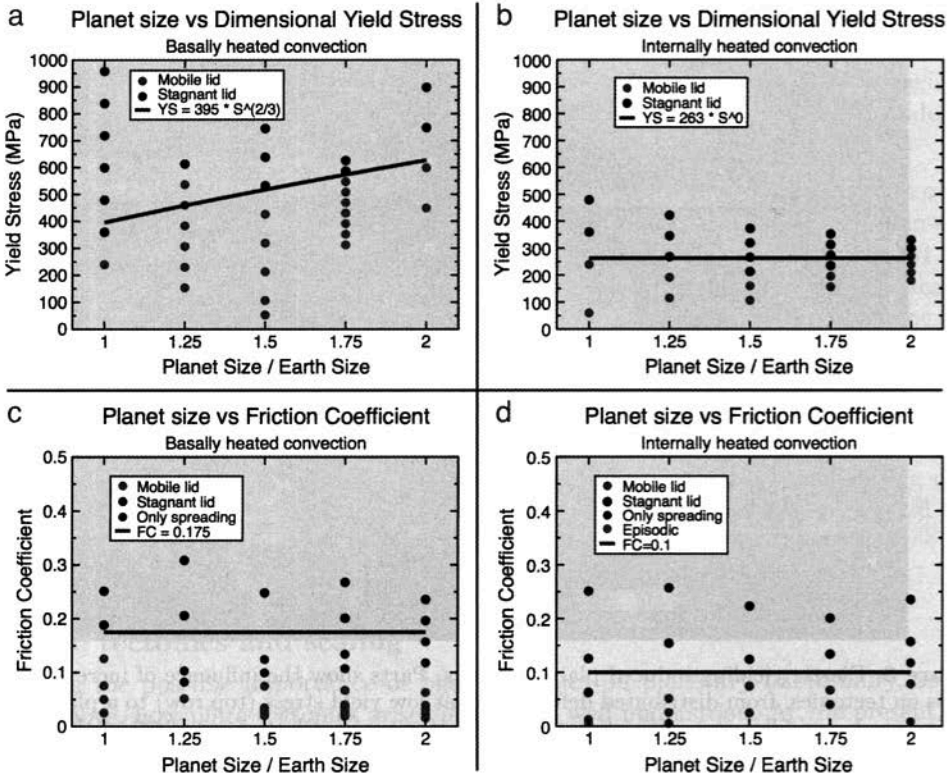 a
Planet size vs Dimensional Yield Stress
Basally heated convection
Mobile lid
Stagnant lid
YS = 395 * S^(2/3)
Yield Stress (MPa)
1000
900
800
700
600
500
400
300
200
100
0
1 1.25 1.5 1.75 2
Planet Size / Earth Size
b
Planet size vs Dimensional Yield Stress
Internally heated convection
Mobile lid
Stagnant lid
YS = 263 * S^0
Yield Stress (MPa)
1000
900
800
700
600
500
400
300
200
100
0
1 1.25 1.5 1.75 2
Planet Size / Earth Size
c
Planet size vs Friction Coefficient
Basally heated convection
Mobile lid
Stagnant lid
Only spreading
FC = 0.175
Friction Coefficient
0.5
0.4
0.3
0.2
0.1
0
1 1.25 1.5 1.75 2
Planet Size / Earth Size
d
Planet size vs Friction Coefficient
Internally heated convection
Mobile lid
Stagnant lid
Only spreading
Episodic
FC=0.1
Friction Coefficient
0.5
0.4
0.3
0.2
0.1
0
1 1.25 1.5 1.75 2
Planet Size / Earth Size